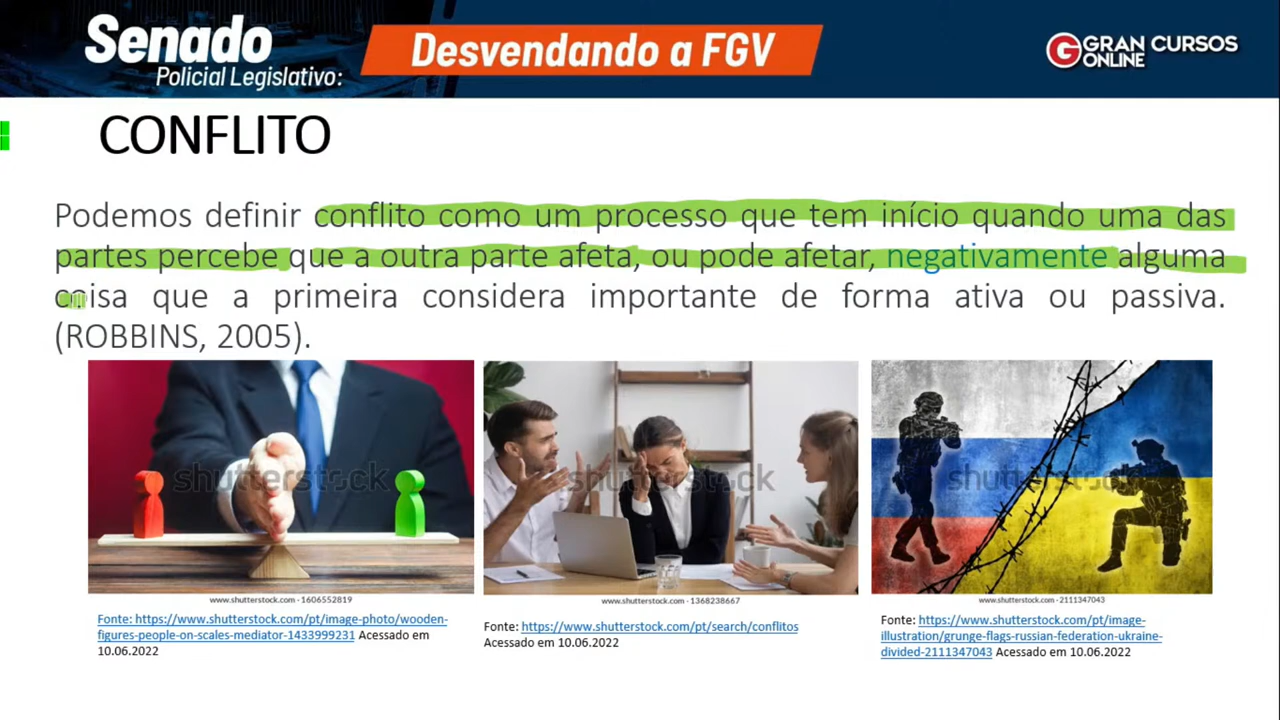 Senado
Policial Legislativo:
Desvendando a FGV
GRAN CURSOS
ONLINE
CONFLITO
Podemos definir conflito como um processo que tem início quando uma das
partes percebe que a outra parte afeta, ou pode afetar, negativamente alguma
coisa que a primeira considera importante de forma ativa ou passiva.
(ROBBINS, 2005).
shutterstock
shutterstock
shutterstock
www.shutterstock.com · 1606552819
www.shutterstock.com · 1368238667
www.shutterstock.com · 2111347043
Fonte: https://www.shutterstock.com/pt/image-photo/wooden-
figures-people-on-scales-mediator-1433999231 Acessado em
10.06.2022
Fonte: https://www.shutterstock.com/pt/search/conflitos
Acessado em 10.06.2022
Fonte: https://www.shutterstock.com/pt/image-
illustration/grunge-flags-russian-federation-ukraine-
divided-2111347043 Acessado em 10.06.2022